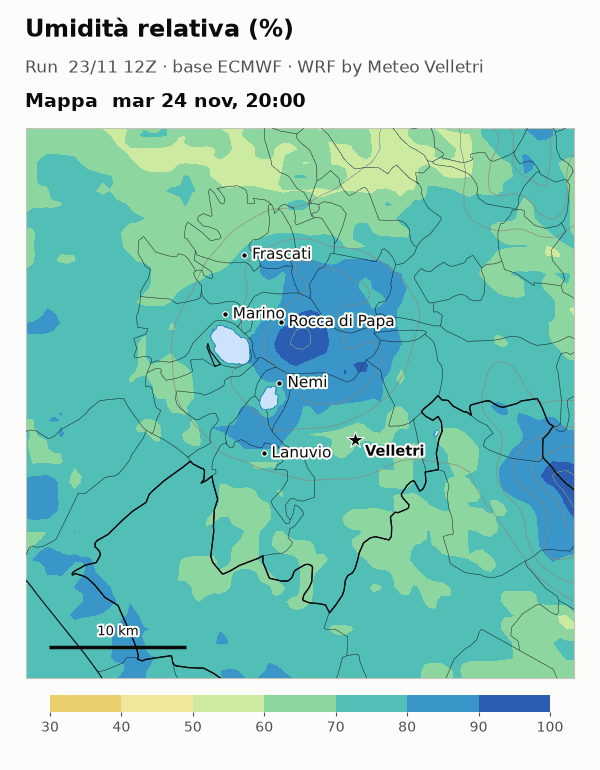 Umidità relativa (%)
Run  23/11 12Z · base ECMWF · WRF by Meteo Velletri
Mappa  mar 24 nov, 20:00
Frascati
Marino
Rocca di Papa
Nemi
Velletri
Lanuvio
10 km
30 40 50 60 70 80 90 100